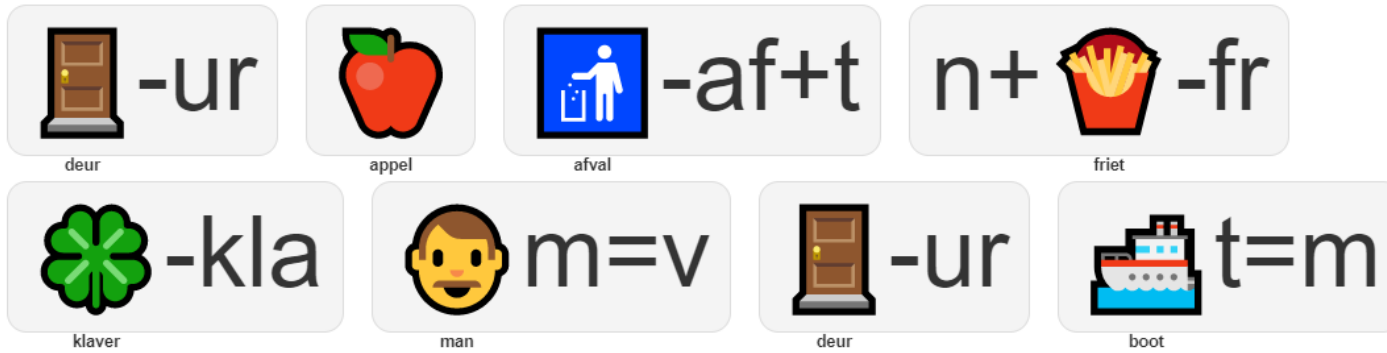 -ur -af+t n+ -fr
deur appel afval friet
-kla m=v -ur t=m
klaver man deur boot